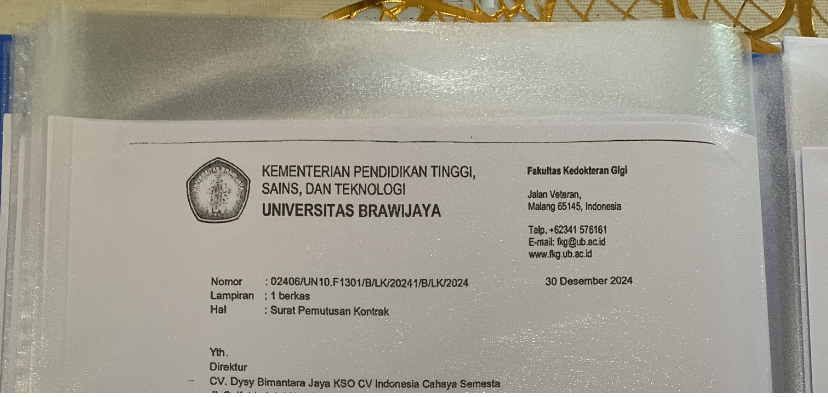 KEMENTERIAN PENDIDIKAN TINGGI,
SAINS, DAN TEKNOLOGI
UNIVERSITAS BRAWIJAYA
Fakultas Kedokteran Gigi
Jalan Veteran,
Malang 65145, Indonesia
Telp. +62341 576161
E-mail: fkg@ub.ac.id
www.fkg.ub.ac.id
Nomor : 02406/UN10.F1301/B/LK/20241/B/LK/2024
30 Desember 2024
Lampiran : 1 berkas
Hal : Surat Pemutusan Kontrak
Yth.
Direktur
CV. Dysy Bimantara Jaya KSO CV Indonesia Cahaya Semesta